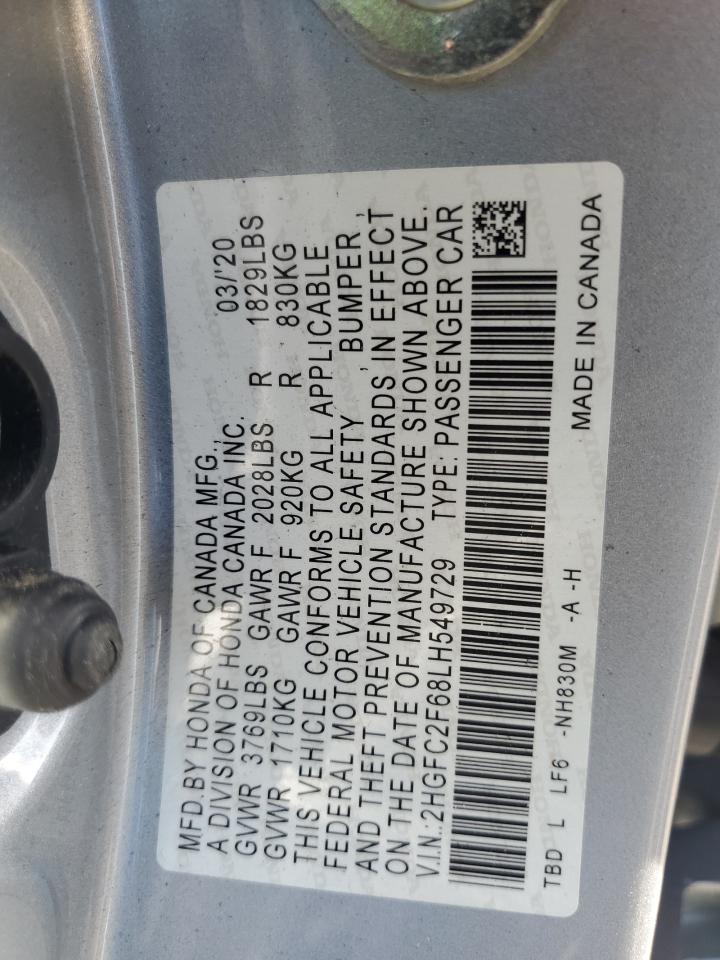 MFD.BY HONDA OF CANADA MFG., 03/'20
A DIVISION OF HONDA CANADA INC.
GVWR 3769LBS GAWR F 2028LBS R 1829LBS
GVWR 1710KG GAWR F 920KG R 830KG
THIS VEHICLE CONFORMS TO ALL APPLICABLE
FEDERAL MOTOR VEHICLE SAFETY , BUMPER ,
AND THEFT PREVENTION STANDARDS IN EFFECT
ON THE DATE OF MANUFACTURE SHOWN ABOVE.
V.I.N.:2HGFC2F68LH549729 TYPE: PASSENGER CAR
TBD L LF6 -NH830M -A -H MADE IN CANADA